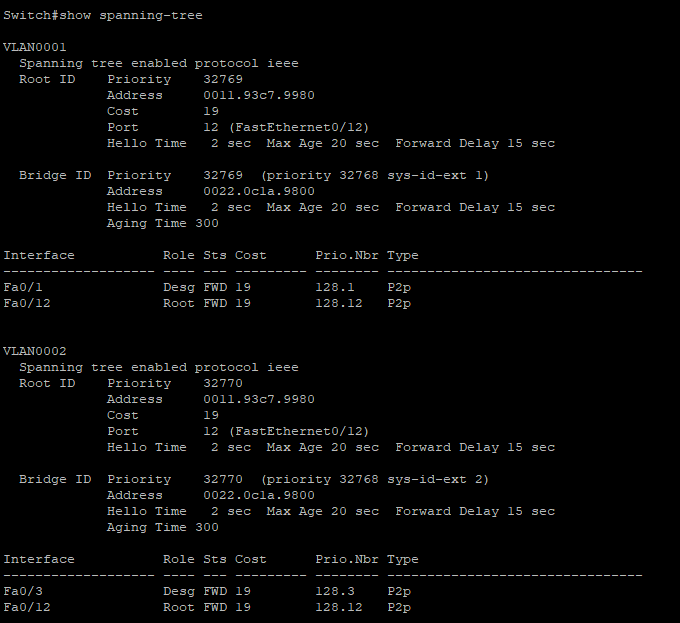 Switch#show spanning-tree

VLAN0001
  Spanning tree enabled protocol ieee
  Root ID    Priority    32769
             Address     0011.93c7.9980
             Cost        19
             Port        12 (FastEthernet0/12)
             Hello Time   2 sec  Max Age 20 sec  Forward Delay 15 sec

  Bridge ID  Priority    32769  (priority 32768 sys-id-ext 1)
             Address     0022.0c1a.9800
             Hello Time   2 sec  Max Age 20 sec  Forward Delay 15 sec
             Aging Time 300

Interface           Role Sts Cost      Prio.Nbr Type
------------------- ---- --- --------- -------- --------------------------------
Fa0/1               Desg FWD 19        128.1    P2p
Fa0/12              Root FWD 19        128.12   P2p


VLAN0002
  Spanning tree enabled protocol ieee
  Root ID    Priority    32770
             Address     0011.93c7.9980
             Cost        19
             Port        12 (FastEthernet0/12)
             Hello Time   2 sec  Max Age 20 sec  Forward Delay 15 sec

  Bridge ID  Priority    32770  (priority 32768 sys-id-ext 2)
             Address     0022.0c1a.9800
             Hello Time   2 sec  Max Age 20 sec  Forward Delay 15 sec
             Aging Time 300

Interface           Role Sts Cost      Prio.Nbr Type
------------------- ---- --- --------- -------- --------------------------------
Fa0/3               Desg FWD 19        128.3    P2p
Fa0/12              Root FWD 19        128.12   P2p